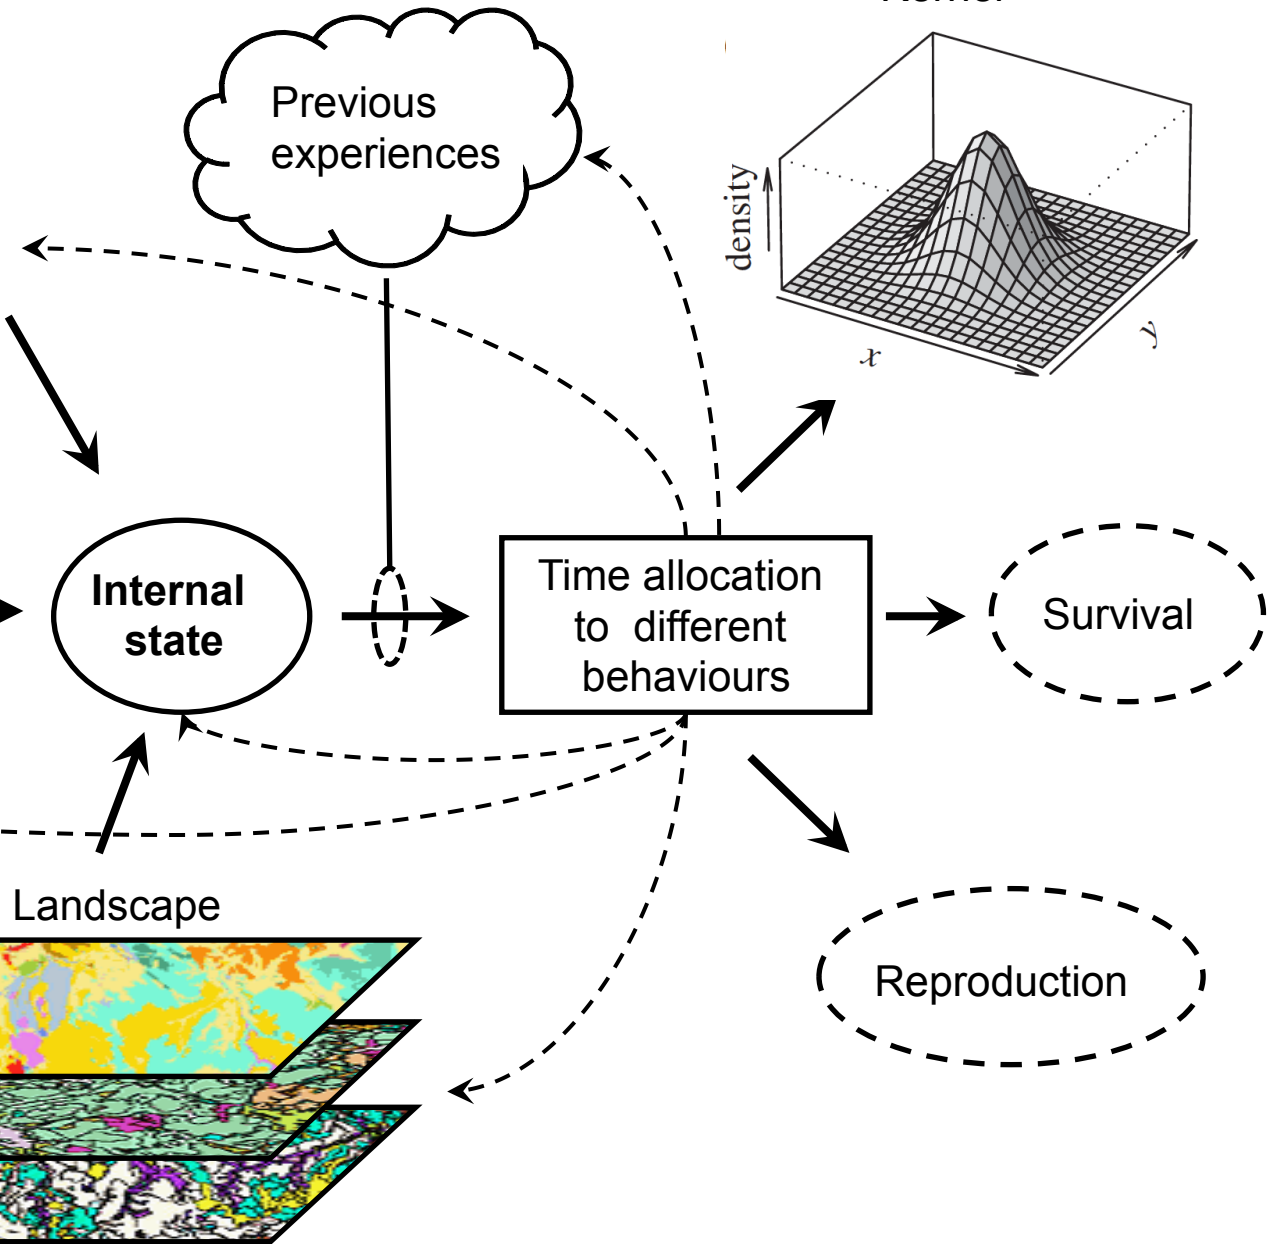 Previous
experiences
density
x
y
Internal
state
Time allocation
to different
behaviours
Survival
Landscape
Reproduction